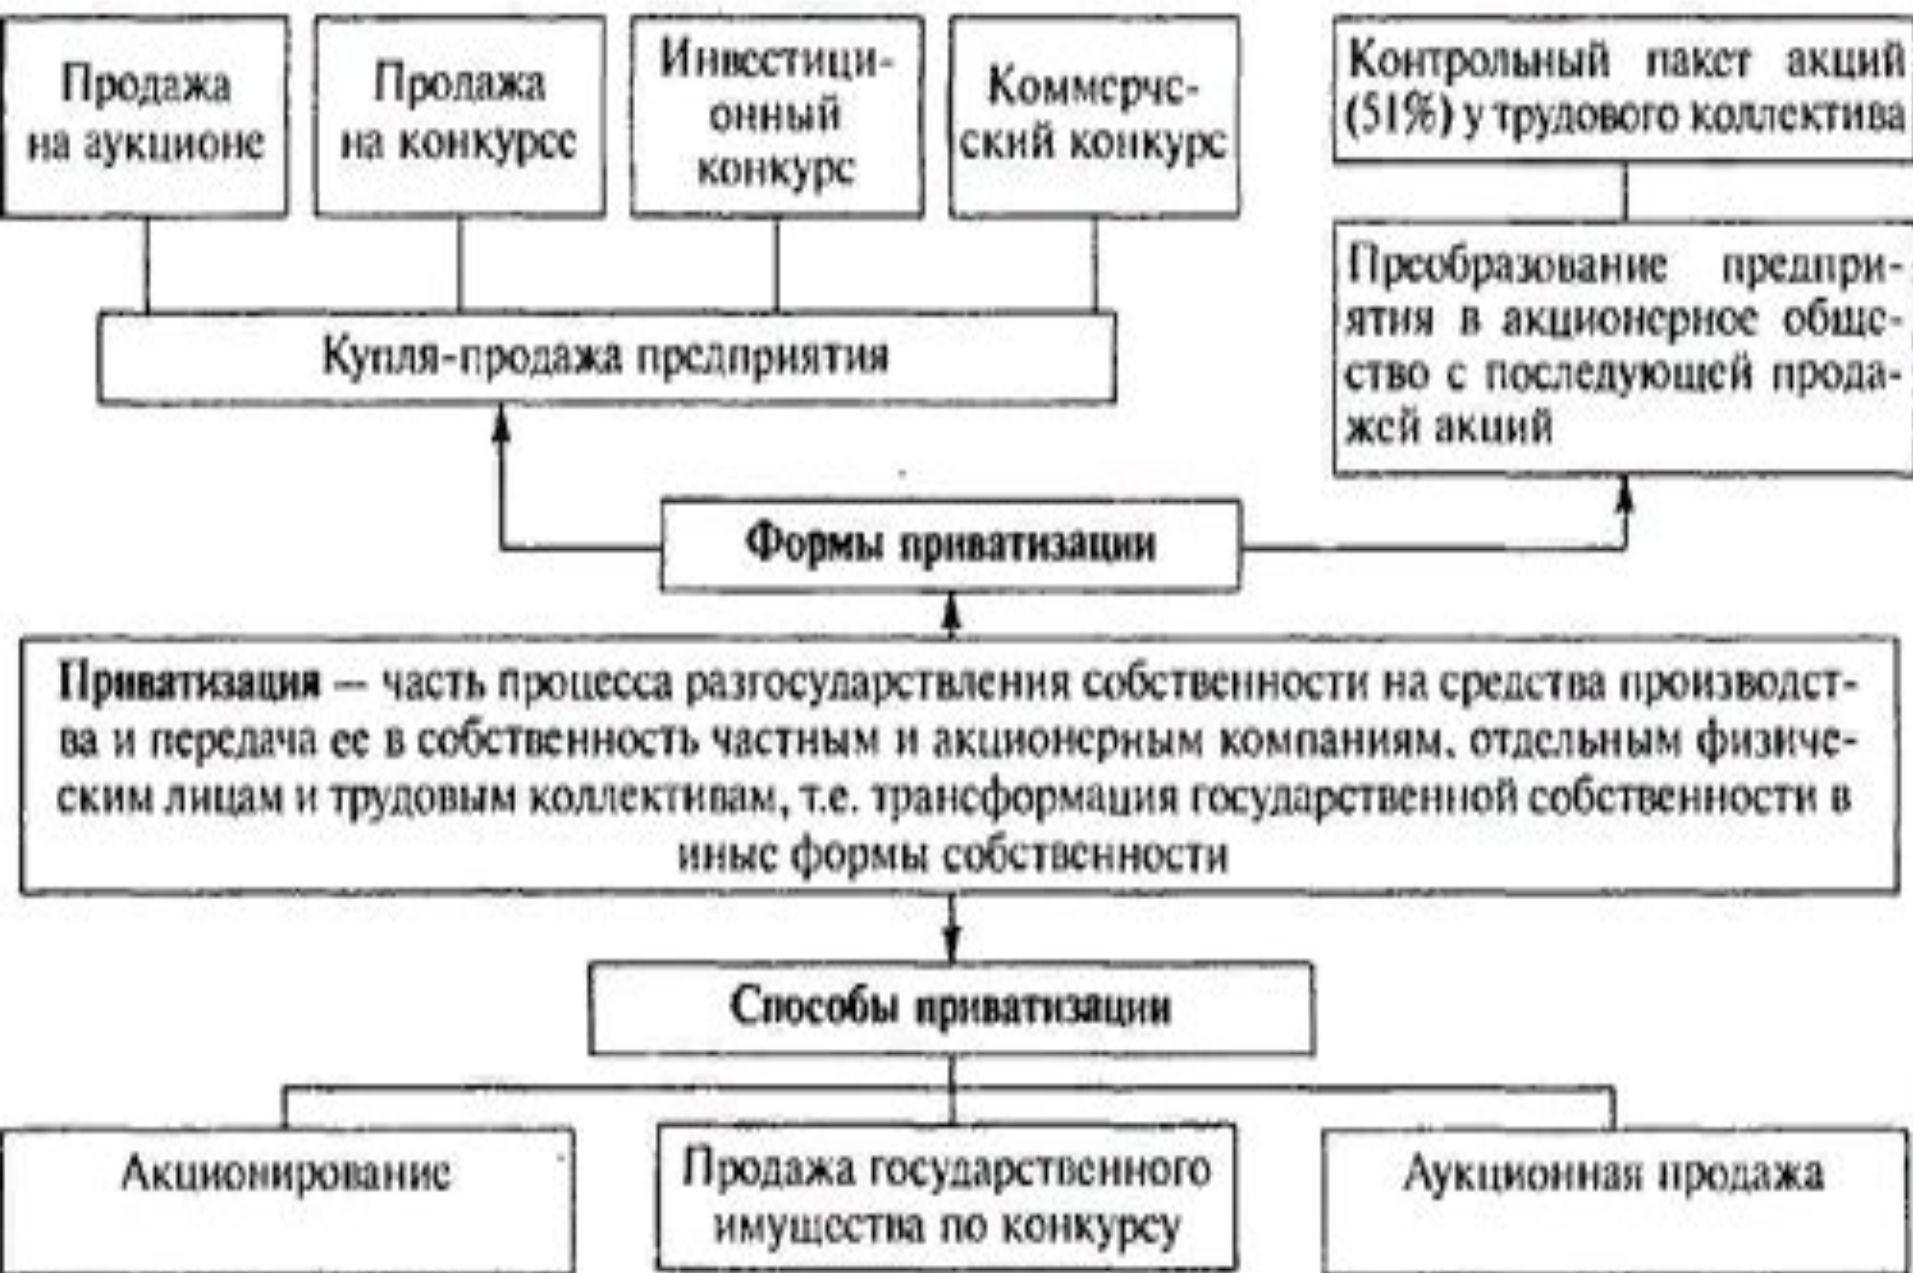 Продажа
на аукционе
Продажа
на конкурсе
Инвестици-
онный
конкурс
Коммерче-
ский конкурс
Контрольный пакет акций
(51%) у трудового коллектива
Преобразование предпри-
ятия в акционерное обще-
ство с последующей прода-
жей акций
Купля-продажа предприятия
Формы приватизации
Приватизация — часть процесса разгосударствления собственности на средства производст-
ва и передача ее в собственность частным и акционерным компаниям, отдельным физиче-
ским лицам и трудовым коллективам, т.е. трансформация государственной собственности в
иные формы собственности
Способы приватизации
Акционирование
Продажа государственного
имущества по конкурсу
Аукционная продажа